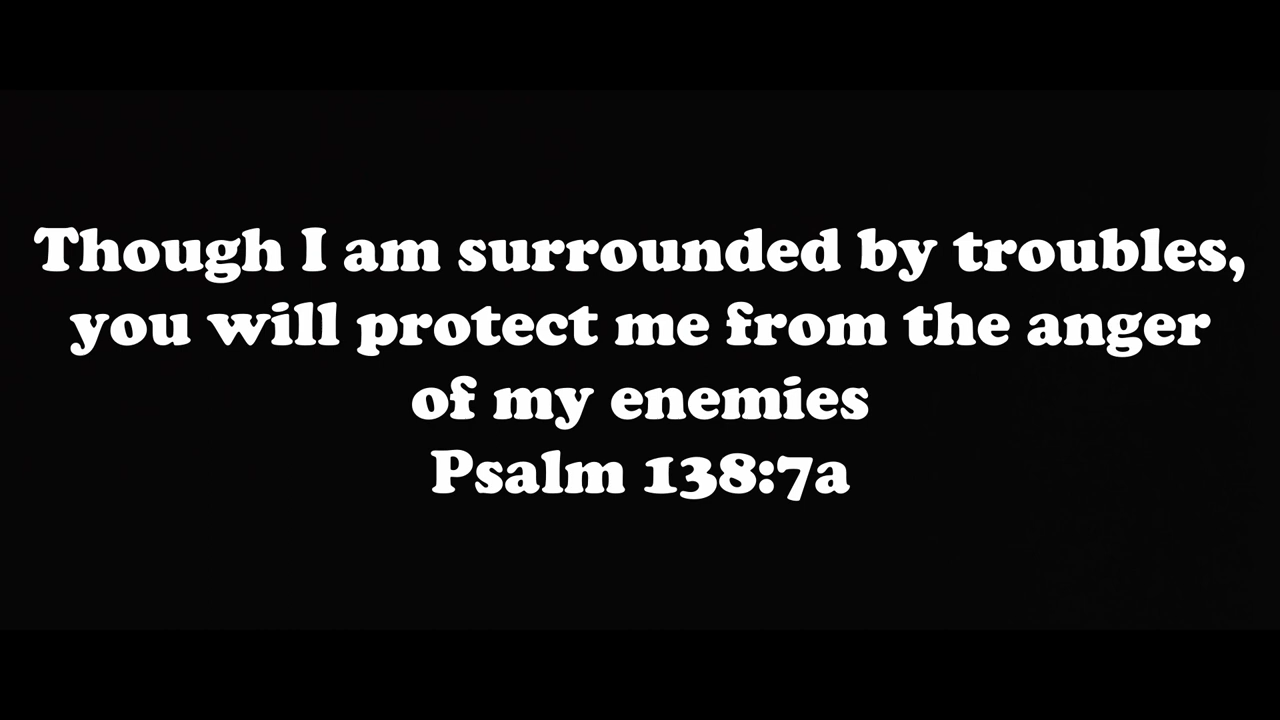 Though I am surrounded by troubles,
you will protect me from the anger
of my enemies
Psalm 138:7a